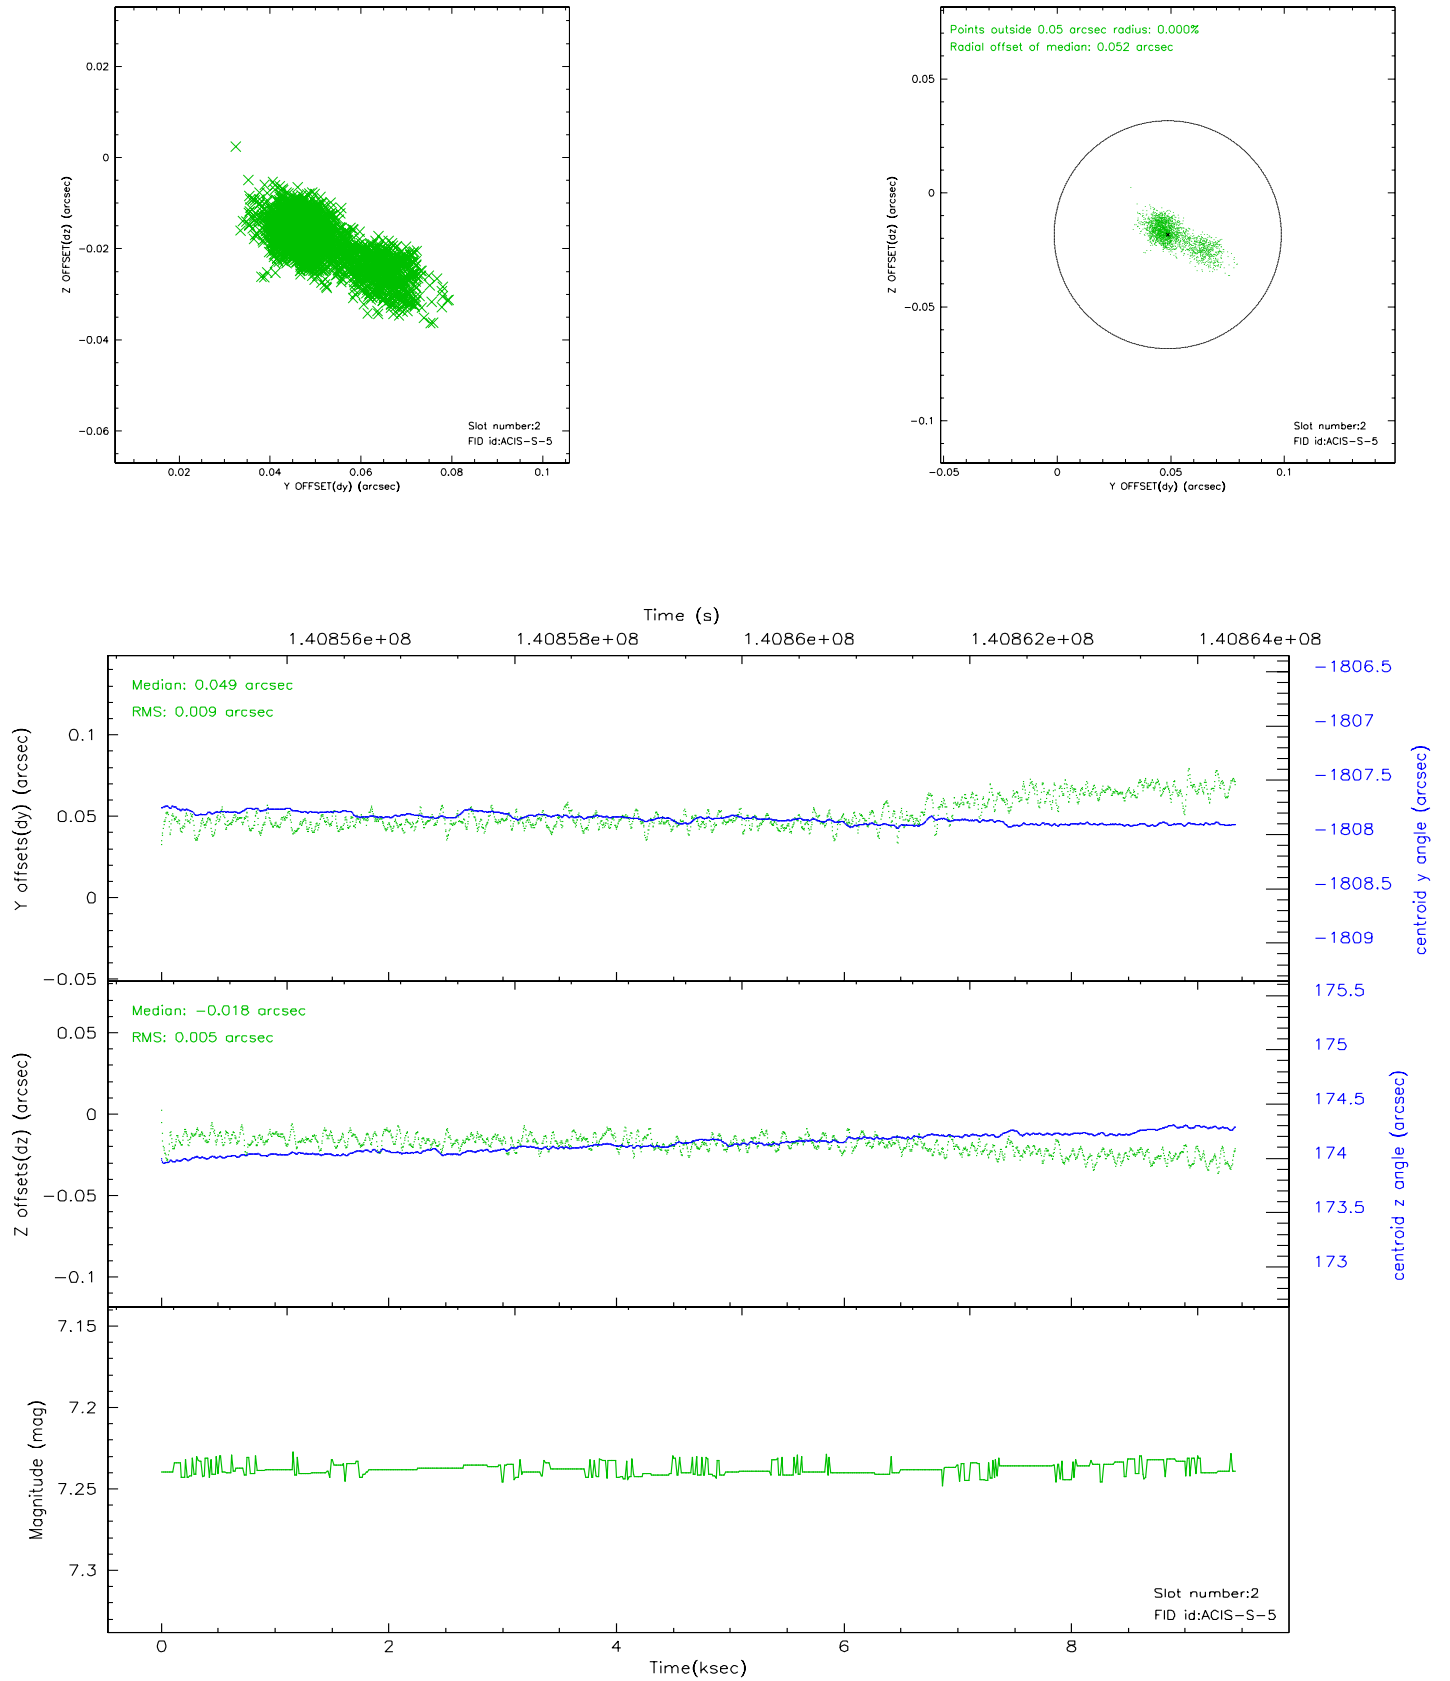 0.02
0
-0.02
-0.04
-0.06
Z OFFSET(dz) (arcsec)
Slot number:2
FID id:ACIS-S-5
0.02 0.04 0.06 0.08 0.1
Y OFFSET(dy) (arcsec)
Points outside 0.05 arcsec radius: 0.000%
Radial offset of median: 0.052 arcsec
0.05
0
-0.05
-0.1
Z OFFSET(dz) (arcsec)
Slot number:2
FID id:ACIS-S-5
-0.05 0 0.05 0.1
Y OFFSET(dy) (arcsec)
Time (s)
1.40856e+08 1.40858e+08 1.4086e+08 1.40862e+08 1.40864e+08
Median: 0.049 arcsec
RMS: 0.009 arcsec
0.1
0.05
0
-0.05
Y offsets(dy) (arcsec)
-1806.5
-1807
-1807.5
-1808
-1808.5
-1809
centroid y angle (arcsec)
Median: -0.018 arcsec
RMS: 0.005 arcsec
0.05
0
-0.05
-0.1
Z offsets(dz) (arcsec)
175.5
175
174.5
174
173.5
173
centroid z angle (arcsec)
7.15
7.2
7.25
7.3
Magnitude (mag)
Slot number:2
FID id:ACIS-S-5
0 2 4 6 8
Time(ksec)